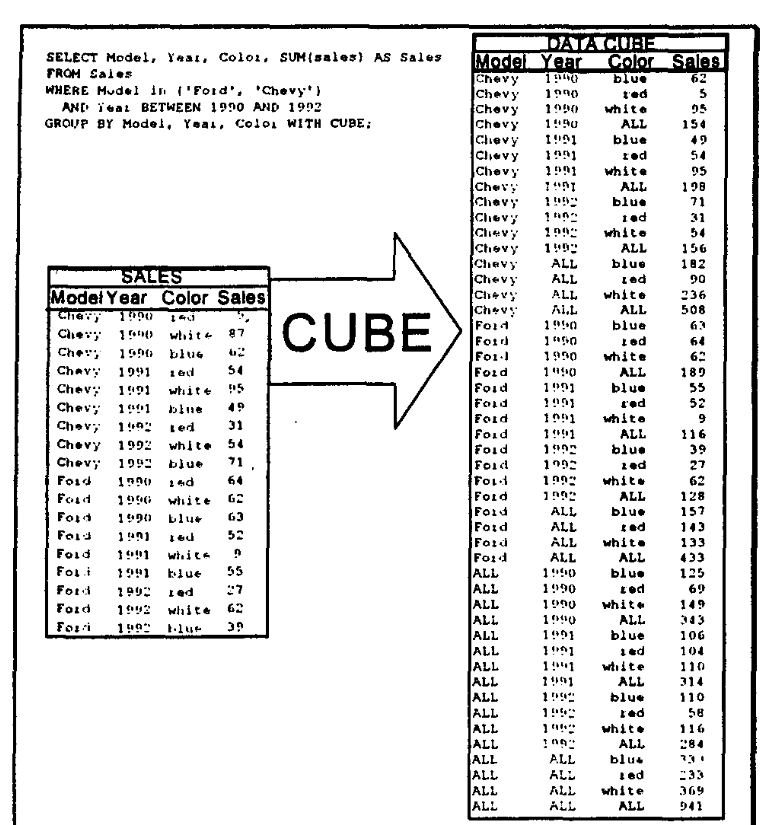 SELECT Model, Year, Color, SUM(sales) AS Sales
FROM Sales
WHERE Model in ('Ford', 'Chevy')
AND Year BETWEEN 1990 AND 1992
GROUP BY Model, Year, Color WITH CUBE;
SALES
Model Year Color Sales
Chevy 1990 red 5
Chevy 1990 white 87
Chevy 1990 blue 62
Chevy 1991 red 54
Chevy 1991 white 95
Chevy 1991 blue 49
Chevy 1992 red 31
Chevy 1992 white 54
Chevy 1992 blue 71
Ford 1990 red 64
Ford 1990 white 62
Ford 1990 blue 63
Ford 1991 red 52
Ford 1991 white 9
Ford 1991 blue 55
Ford 1992 red 27
Ford 1992 white 62
Ford 1992 blue 39
CUBE
DATA CUBE
Model Year Color Sales
Chevy 1990 blue 62
Chevy 1990 red 5
Chevy 1990 white 95
Chevy 1990 ALL 154
Chevy 1991 blue 49
Chevy 1991 red 54
Chevy 1991 white 95
Chevy 1991 ALL 198
Chevy 1992 blue 71
Chevy 1992 red 31
Chevy 1992 white 54
Chevy 1992 ALL 156
Chevy ALL blue 182
Chevy ALL red 90
Chevy ALL white 236
Chevy ALL ALL 508
Ford 1990 blue 63
Ford 1990 red 64
Ford 1990 white 62
Ford 1990 ALL 189
Ford 1991 blue 55
Ford 1991 red 52
Ford 1991 white 9
Ford 1991 ALL 116
Ford 1992 blue 39
Ford 1992 red 27
Ford 1992 white 62
Ford 1992 ALL 128
Ford ALL blue 157
Ford ALL red 143
Ford ALL white 133
Ford ALL ALL 433
ALL 1990 blue 125
ALL 1990 red 69
ALL 1990 white 149
ALL 1990 ALL 343
ALL 1991 blue 106
ALL 1991 red 104
ALL 1991 white 110
ALL 1991 ALL 314
ALL 1992 blue 110
ALL 1992 red 58
ALL 1992 white 116
ALL 1992 ALL 284
ALL ALL blue
ALL ALL red 233
ALL ALL white 369
ALL ALL ALL 941